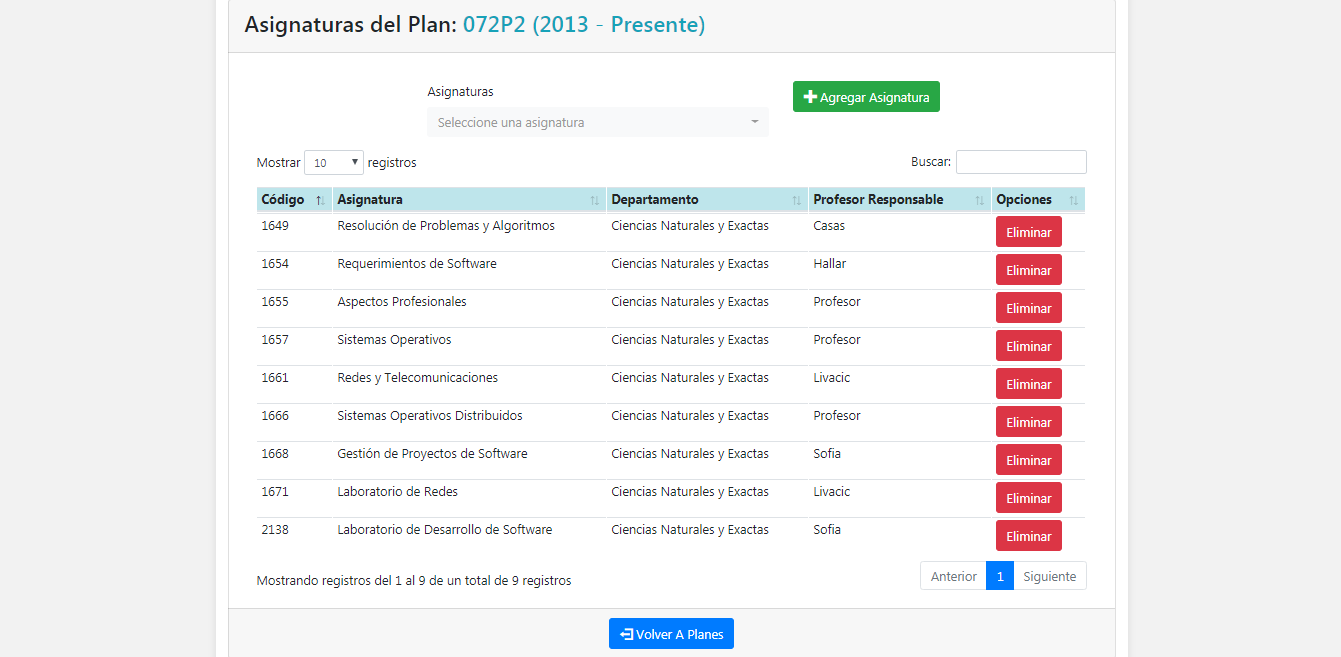 Asignaturas del Plan: 072P2 (2013 - Presente)
Asignaturas
Agregar Asignatura
Seleccione una asignatura
Mostrar 10 registros Buscar:
Código Asignatura Departamento Profesor Responsable Opciones
1649 Resolución de Problemas y Algoritmos Ciencias Naturales y Exactas Casas Eliminar
1654 Requerimientos de Software Ciencias Naturales y Exactas Hallar Eliminar
1655 Aspectos Profesionales Ciencias Naturales y Exactas Profesor Eliminar
1657 Sistemas Operativos Ciencias Naturales y Exactas Profesor Eliminar
1661 Redes y Telecomunicaciones Ciencias Naturales y Exactas Livacic Eliminar
1666 Sistemas Operativos Distribuidos Ciencias Naturales y Exactas Profesor Eliminar
1668 Gestión de Proyectos de Software Ciencias Naturales y Exactas Sofia Eliminar
1671 Laboratorio de Redes Ciencias Naturales y Exactas Livacic Eliminar
2138 Laboratorio de Desarrollo de Software Ciencias Naturales y Exactas Sofia Eliminar
Mostrando registros del 1 al 9 de un total de 9 registros Anterior 1 Siguiente
Volver A Planes